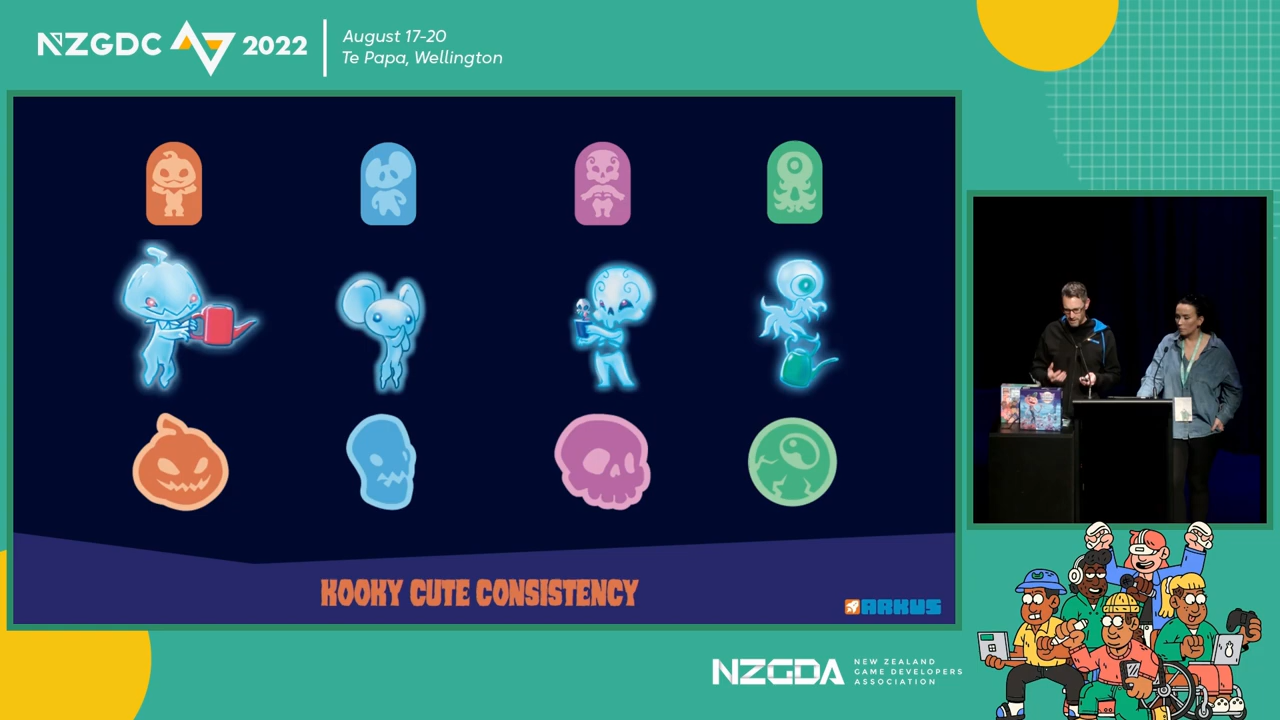 NZGDC
2022
August 17-20
Te Papa, Wellington
KOOKY CUTE CONSISTENCY
ARKUS
NZGDA
NEW ZEALAND
GAME DEVELOPERS
ASSOCIATION